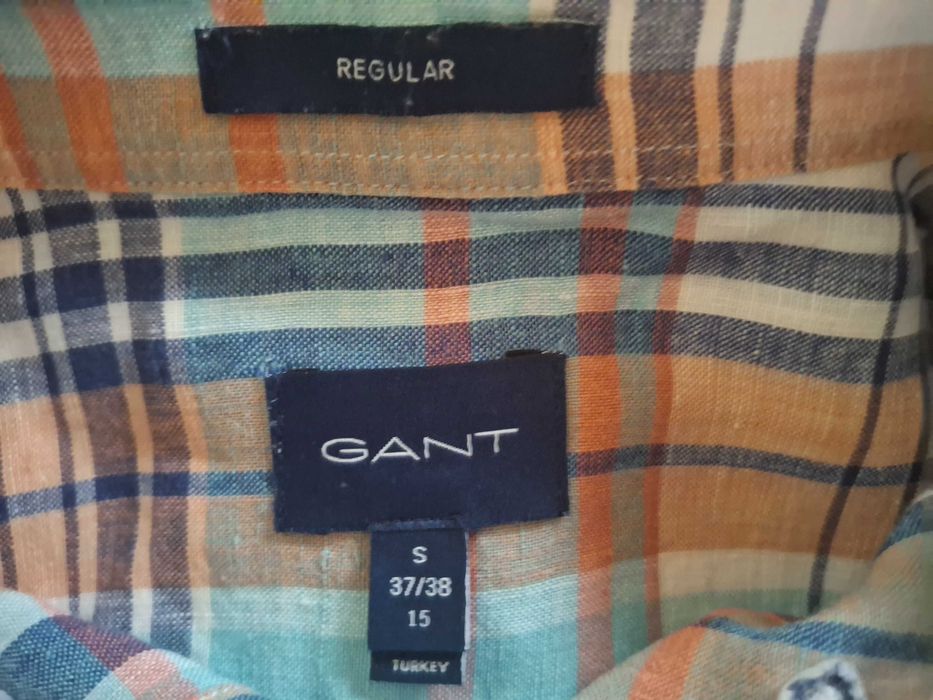 REGULAR
GANT
S
37/38
15
TURKEY